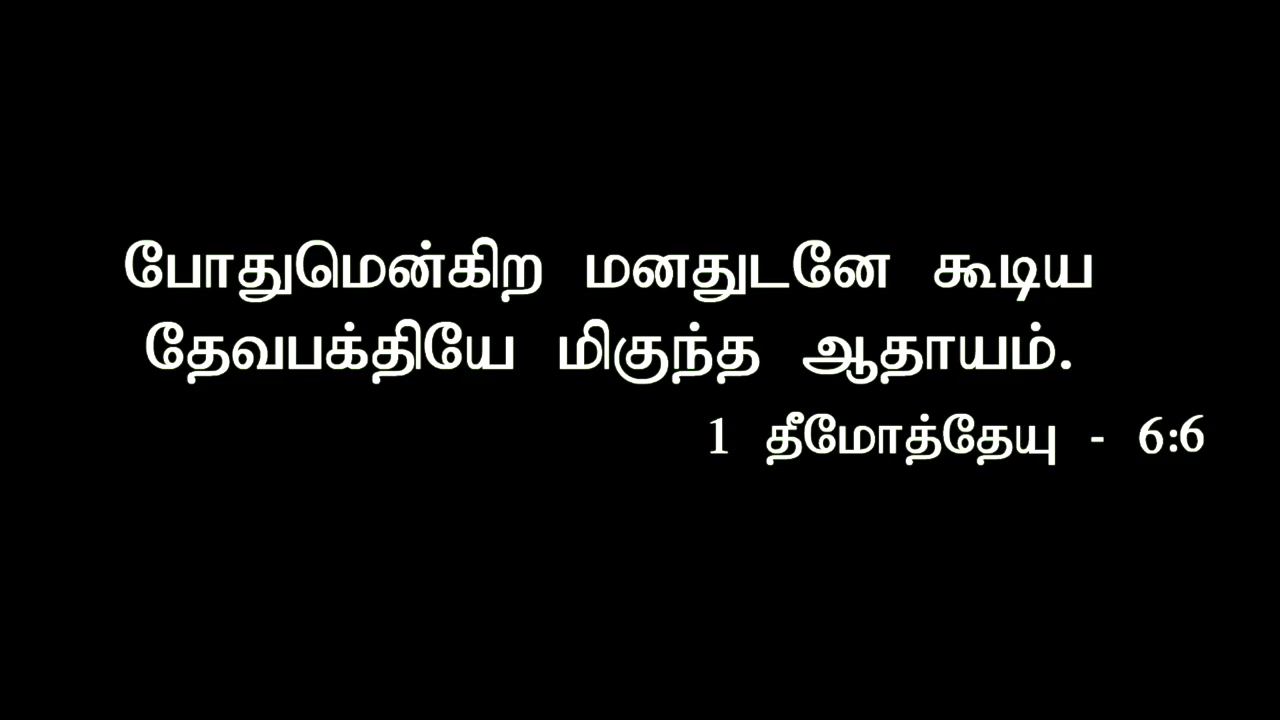 போதுமென்கிற மனதுடனே கூடிய
தேவபக்தியே மிகுந்த ஆதாயம்.
1 தீமோத்தேயு - 6:6